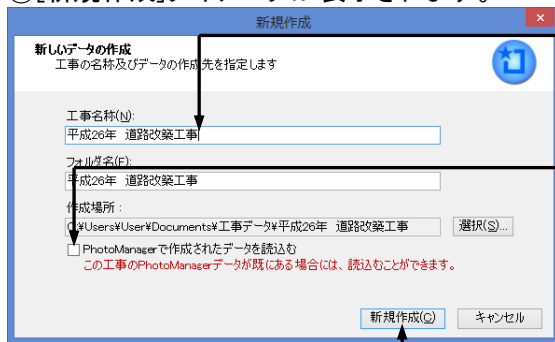 新規作成
新しいデータの作成
工事の名称及びデータの作成先を指定します
工事名称(N):
平成26年 道路改築工事
フォルダ名(F):
平成26年 道路改築工事
作成場所:
C:¥Users¥User¥Documents¥工事データ¥平成26年 道路改築工事
選択(S)...
PhotoManagerで作成されたデータを読込む
この工事のPhotoManagerデータが既にある場合には、読込むことができます。
新規作成(C)
キャンセル